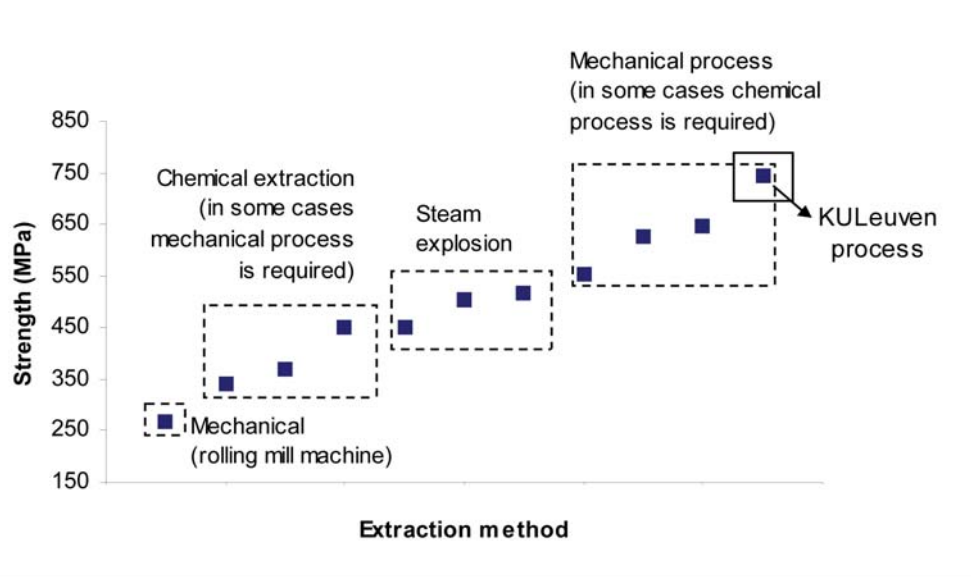 Mechanical process
(in some cases chemical
process is required)
850
750
650
550
450
350
250
150
Strength (MPa)
Chemical extraction
(in some cases
mechanical process
is required)
Steam
explosion
KULeuven
process
Mechanical
(rolling mill machine)
Extraction method